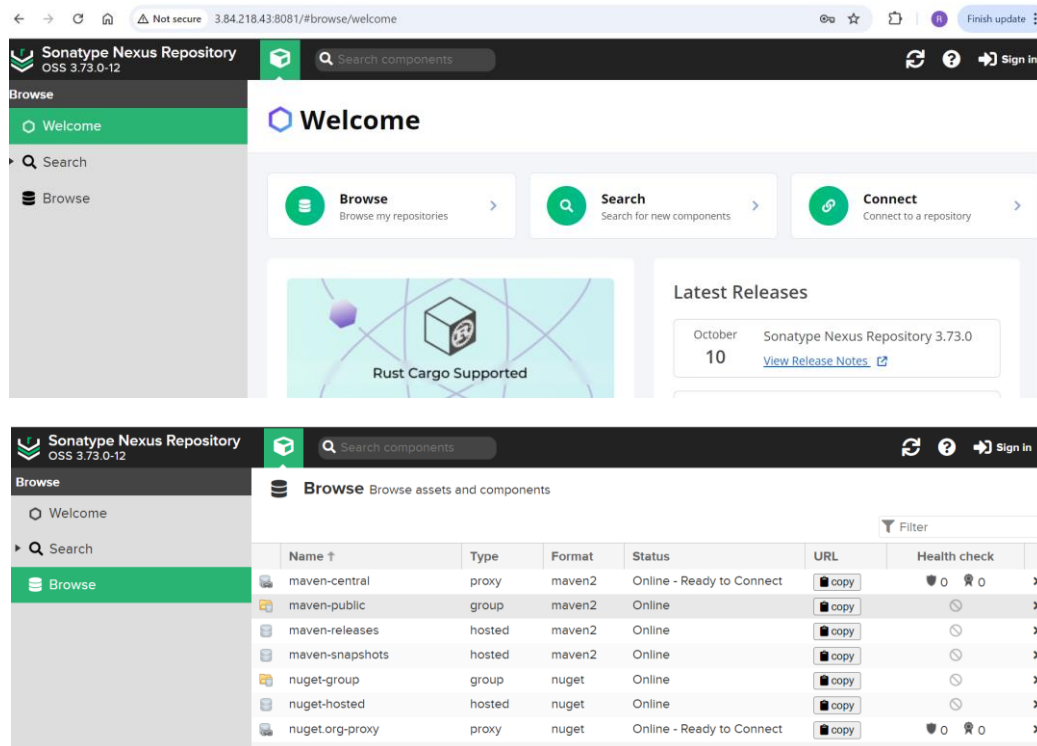 Not secure 3.84.218.43:8081/#browse/welcome R Finish update
Sonatype Nexus Repository
OSS 3.73.0-12
Search components
Sign in
Browse
Welcome
Search
Browse
Welcome
Browse
Browse my repositories
Search
Search for new components
Connect
Connect to a repository
Rust Cargo Supported
Latest Releases
October
10
Sonatype Nexus Repository 3.73.0
View Release Notes
Sonatype Nexus Repository
OSS 3.73.0-12
Search components
Sign in
Browse
Welcome
Search
Browse
Browse Browse assets and components
Filter
Name Type Format Status URL Health check
maven-central proxy maven2 Online - Ready to Connect copy 0 0
maven-public group maven2 Online copy
maven-releases hosted maven2 Online copy
maven-snapshots hosted maven2 Online copy
nuget-group group nuget Online copy
nuget-hosted hosted nuget Online copy
nuget.org-proxy proxy nuget Online - Ready to Connect copy 0 0